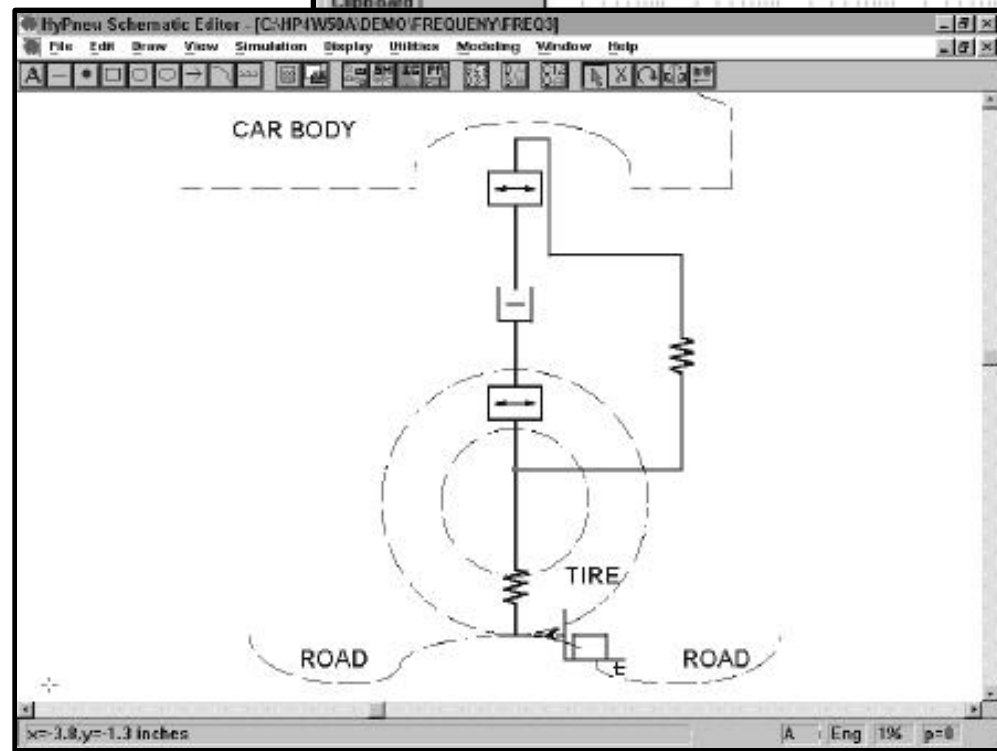 Clipboard
HyPneu Schematic Editor - [C:\HP4W50A\DEMO\FREQUENY\FREQ3]
File Edit Draw View Simulation Display Utilities Modeling Window Help
A
CAR BODY
TIRE
ROAD ROAD
E
x=-3.8,y=-1.3 inches A Eng 1% p=0